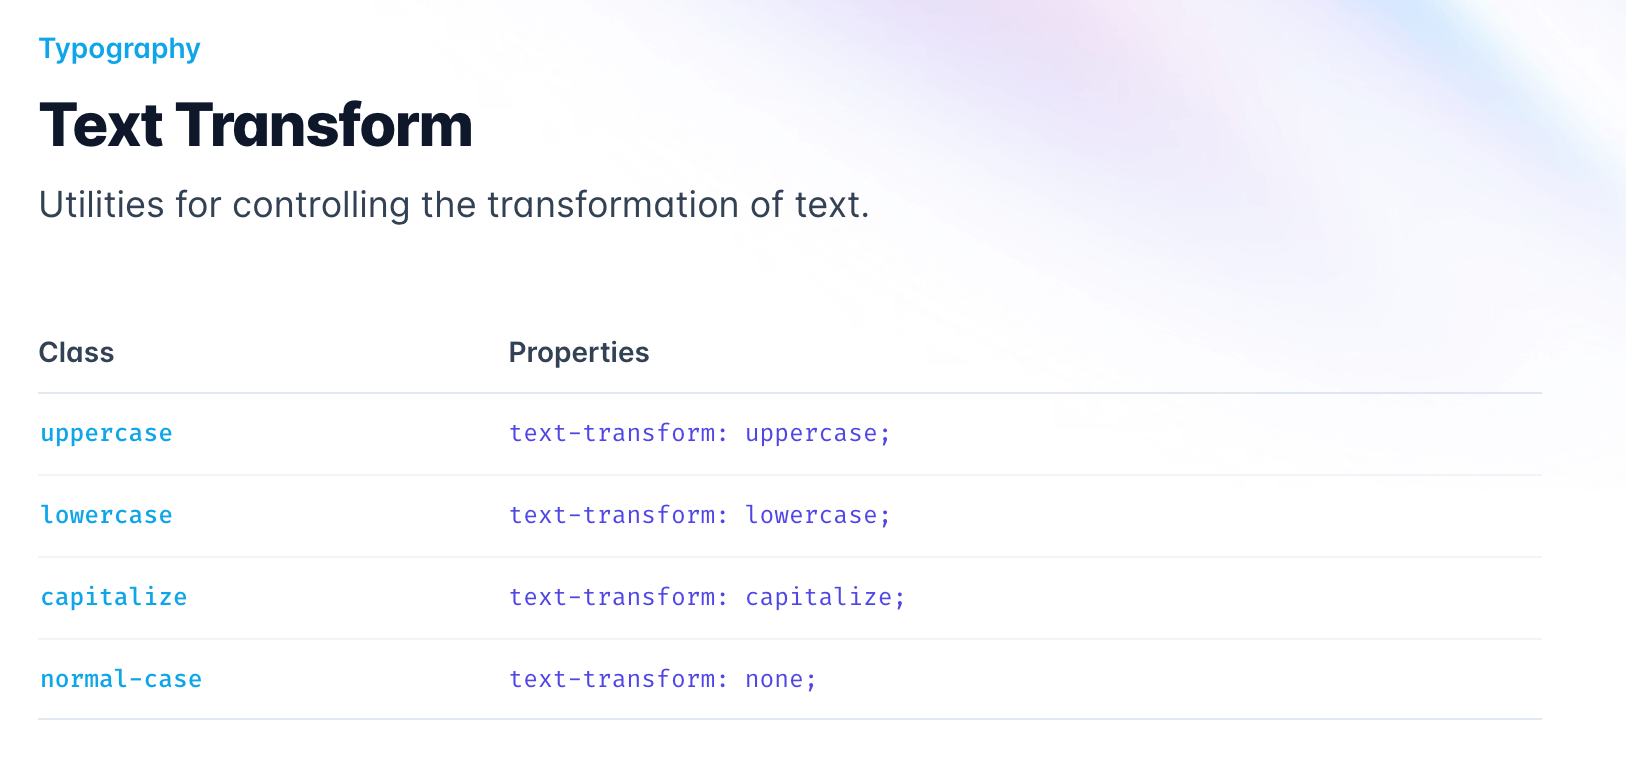 Typography
Text Transform
Utilities for controlling the transformation of text.
Class Properties
uppercase text-transform: uppercase;
lowercase text-transform: lowercase;
capitalize text-transform: capitalize;
normal-case text-transform: none;